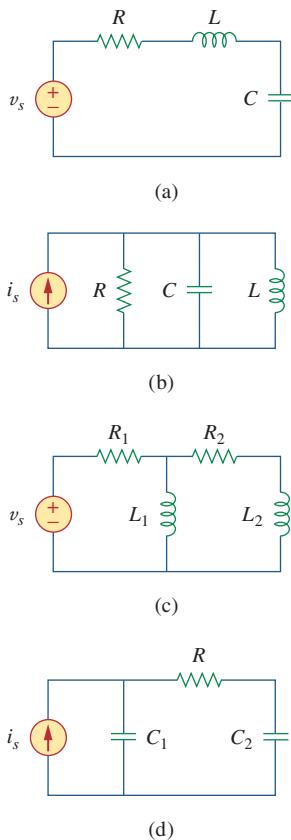 R L
v_s + − C
(a)
i_s R C L
(b)
R_1 R_2
v_s + − L_1 L_2
(c)
R
i_s C_1 C_2
(d)